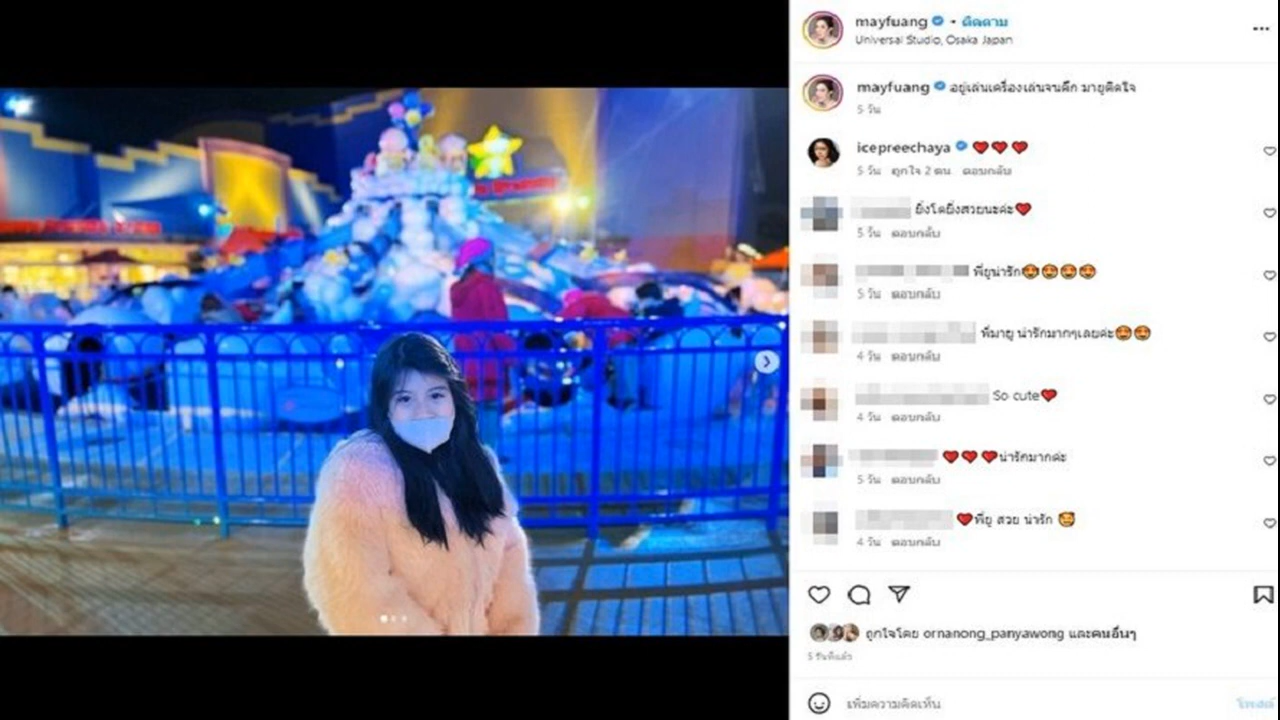 mayfuang • ติดตาม
Universal Studio, Osaka Japan
mayfuang อยู่เล่นเครื่องเล่นจนดึก มายูติดใจ
5 วัน
icepreechaya ❤️❤️❤️
5 วัน ถูกใจ 2 คน ตอบกลับ
ยิ่งโตยิ่งสวยนะค่ะ❤️
5 วัน ตอบกลับ
พี่ยูน่ารัก🥰🥰🥰🥰
5 วัน ตอบกลับ
พี่มายู น่ารักมากๆเลยค่ะ🥰🥰
4 วัน ตอบกลับ
So cute❤️
4 วัน ตอบกลับ
❤️❤️❤️น่ารักมากค่ะ
5 วัน ตอบกลับ
❤️พี่ยู สวย น่ารัก 🥰
4 วัน ตอบกลับ
ถูกใจโดย ornanong_panyawong และคนอื่นๆ
5 วันที่แล้ว
เพิ่มความคิดเห็น
โพสต์